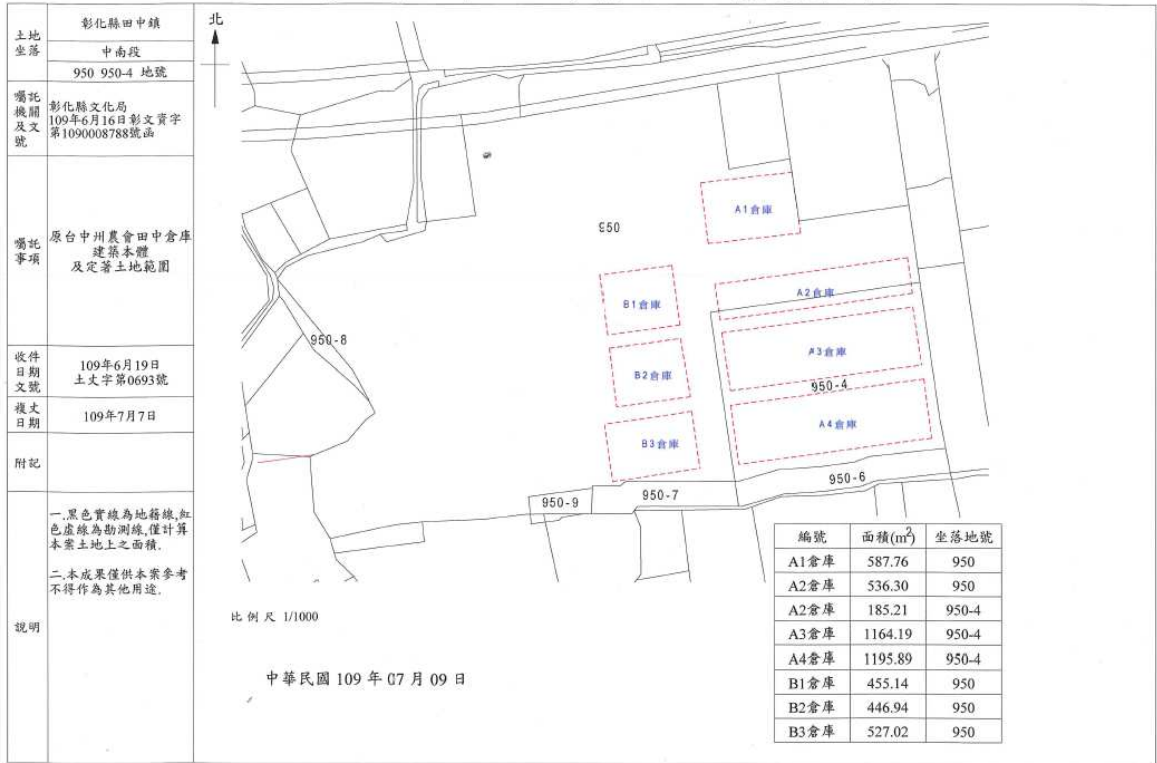 土地坐落
彰化縣田中鎮
中南段
950 950-4 地號
囑託機關及文號
彰化縣文化局
109年6月16日彰文資字
第1090008788號函
囑託事項
原台中州農會田中倉庫
建築本體
及定著土地範圍
收件日期文號
109年6月19日
土丈字第0693號
複丈日期
109年7月7日
附記
說明
一.黑色實線為地籍線,紅
色虛線為勘測線,僅計算
本案土地上之面積.
二.本成果僅供本案參考
不得作為其他用途.
北
A1倉庫
950
A2倉庫
B1倉庫
950-8
A3倉庫
B2倉庫
950-4
A4倉庫
B3倉庫
950-6
950-7
950-9
比例尺 1/1000
中華民國 109 年 07 月 09 日
編號 面積(m²) 坐落地號
A1倉庫 587.76 950
A2倉庫 536.30 950
A2倉庫 185.21 950-4
A3倉庫 1164.19 950-4
A4倉庫 1195.89 950-4
B1倉庫 455.14 950
B2倉庫 446.94 950
B3倉庫 527.02 950